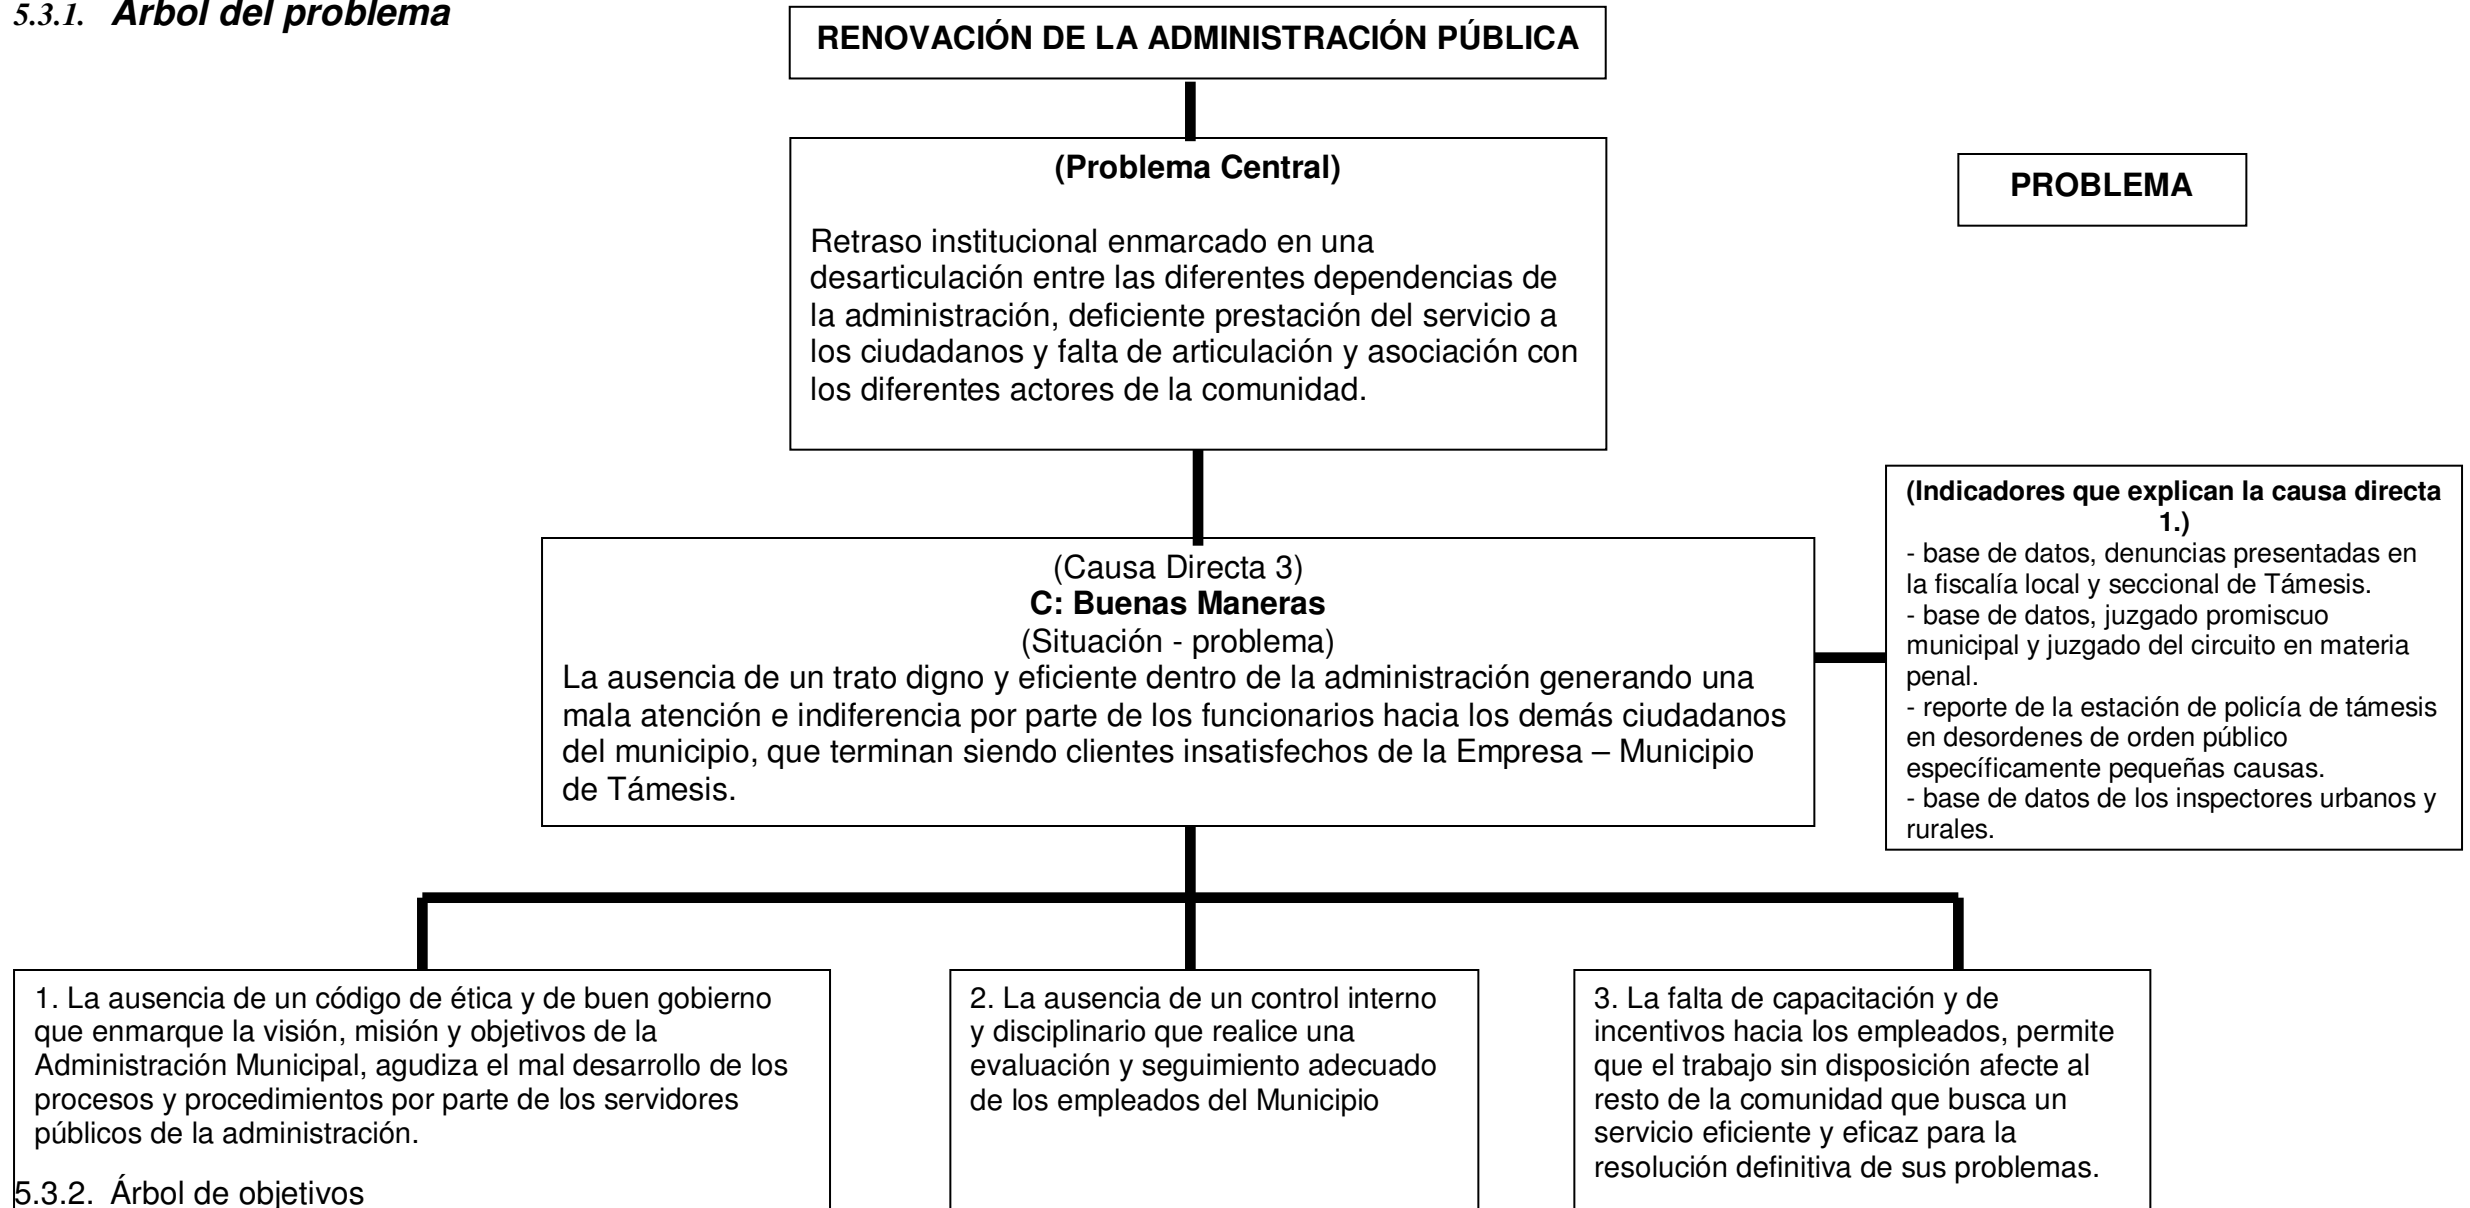 5.3.1. Árbol del problema
RENOVACIÓN DE LA ADMINISTRACIÓN PÚBLICA
(Problema Central)
Retraso institucional enmarcado en una
desarticulación entre las diferentes dependencias de
la administración, deficiente prestación del servicio a
los ciudadanos y falta de articulación y asociación con
los diferentes actores de la comunidad.
PROBLEMA
(Causa Directa 3)
C: Buenas Maneras
(Situación - problema)
La ausencia de un trato digno y eficiente dentro de la administración generando una
mala atención e indiferencia por parte de los funcionarios hacia los demás ciudadanos
del municipio, que terminan siendo clientes insatisfechos de la Empresa – Municipio
de Támesis.
(Indicadores que explican la causa directa
1.)
- base de datos, denuncias presentadas en
la fiscalía local y seccional de Támesis.
- base de datos, juzgado promiscuo
municipal y juzgado del circuito en materia
penal.
- reporte de la estación de policía de támesis
en desordenes de orden público
específicamente pequeñas causas.
- base de datos de los inspectores urbanos y
rurales.
1. La ausencia de un código de ética y de buen gobierno
que enmarque la visión, misión y objetivos de la
Administración Municipal, agudiza el mal desarrollo de los
procesos y procedimientos por parte de los servidores
públicos de la administración.
2. La ausencia de un control interno
y disciplinario que realice una
evaluación y seguimiento adecuado
de los empleados del Municipio
3. La falta de capacitación y de
incentivos hacia los empleados, permite
que el trabajo sin disposición afecte al
resto de la comunidad que busca un
servicio eficiente y eficaz para la
resolución definitiva de sus problemas.
5.3.2. Árbol de objetivos